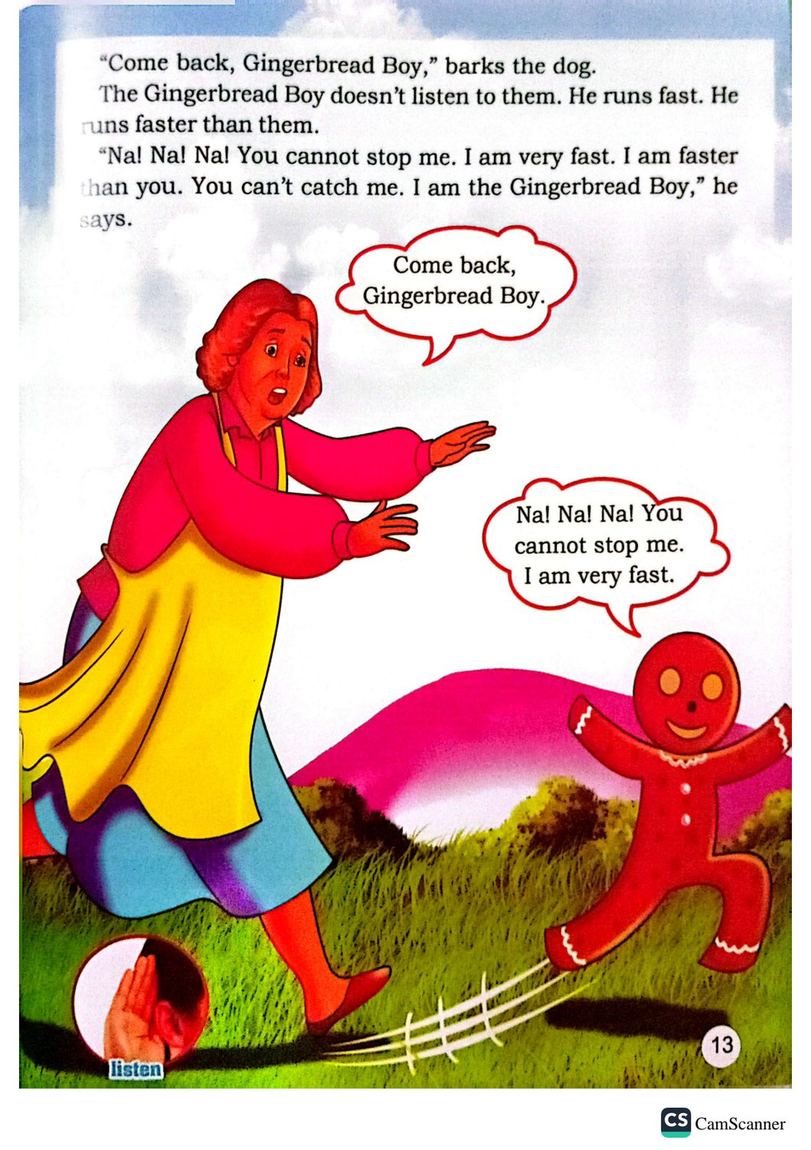 “Come back, Gingerbread Boy,” barks the dog.
The Gingerbread Boy doesn’t listen to them. He runs fast. He
runs faster than them.
“Na! Na! Na! You cannot stop me. I am very fast. I am faster
than you. You can’t catch me. I am the Gingerbread Boy,” he
says.
Come back,
Gingerbread Boy.
Na! Na! Na! You
cannot stop me.
I am very fast.
listen
13
CS CamScanner